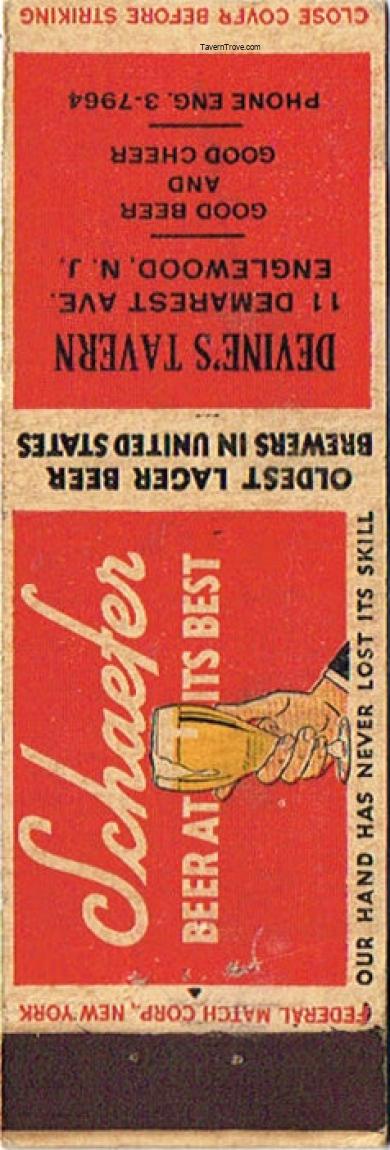 TavernTrove.com
FEDERAL MATCH CORP., NEW YORK
Schaefer
BEER AT ITS BEST
OUR HAND HAS NEVER LOST ITS SKILL
OLDEST LAGER BEER
BREWERS IN UNITED STATES
DEVINE'S TAVERN
11 DEMAREST AVE.
ENGLEWOOD, N. J.
GOOD BEER
AND
GOOD CHEER
PHONE ENG. 3-7964
CLOSE COVER BEFORE STRIKING